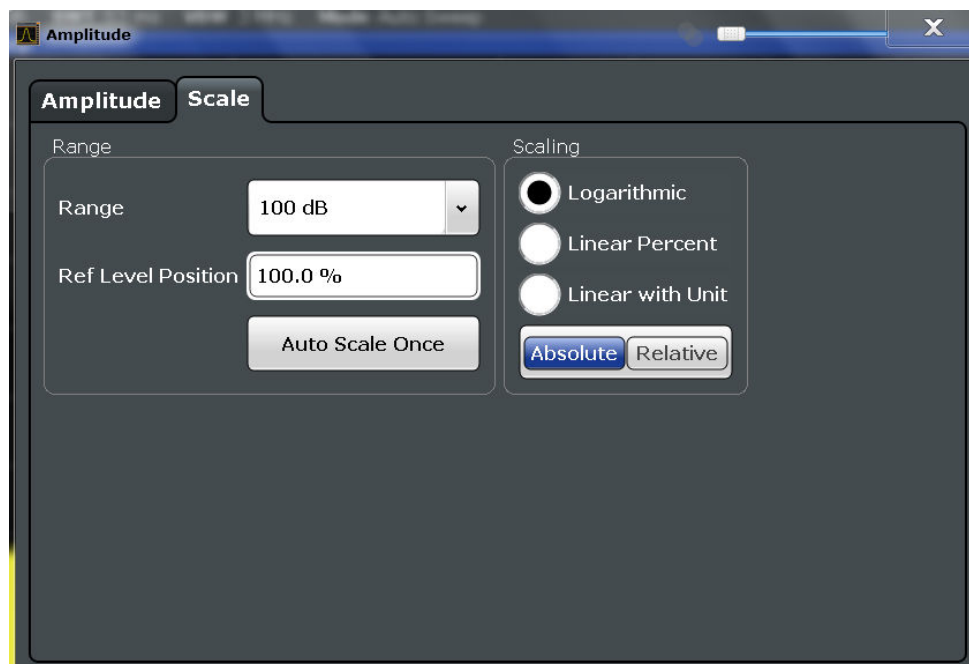 Amplitude
X
Amplitude Scale
Range
Range 100 dB
Ref Level Position 100.0 %
Auto Scale Once
Scaling
Logarithmic
Linear Percent
Linear with Unit
Absolute Relative